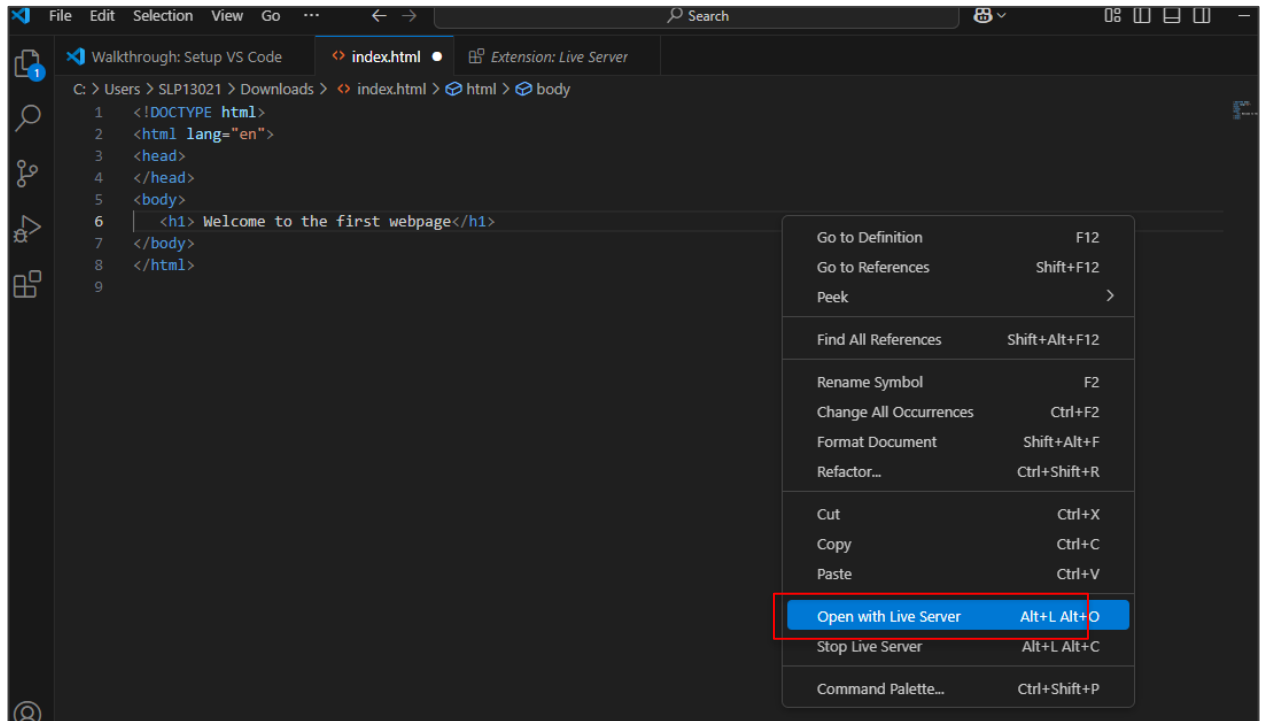 File Edit Selection View Go ··· ← → Search
Walkthrough: Setup VS Code <> index.html ● Extension: Live Server
1
C: > Users > SLP13021 > Downloads > <> index.html > html > body
1 <!DOCTYPE html>
2 <html lang="en">
3 <head>
4 </head>
5 <body>
6 <h1> Welcome to the first webpage</h1>
7 </body>
8 </html>
9
Go to Definition F12
Go to References Shift+F12
Peek >
Find All References Shift+Alt+F12
Rename Symbol F2
Change All Occurrences Ctrl+F2
Format Document Shift+Alt+F
Refactor... Ctrl+Shift+R
Cut Ctrl+X
Copy Ctrl+C
Paste Ctrl+V
Open with Live Server Alt+L Alt+O
Stop Live Server Alt+L Alt+C
Command Palette... Ctrl+Shift+P